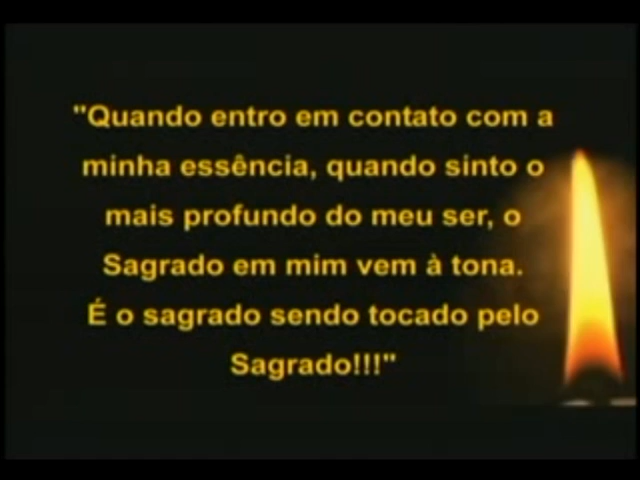 "Quando entro em contato com a
minha essência, quando sinto o
mais profundo do meu ser, o
Sagrado em mim vem à tona.
É o sagrado sendo tocado pelo
Sagrado!!!"